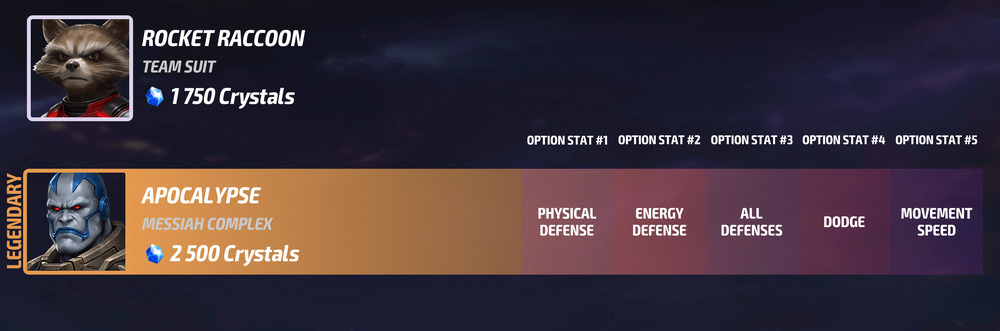 ROCKET RACCOON
TEAM SUIT
1 750 Crystals
OPTION STAT #1 OPTION STAT #2 OPTION STAT #3 OPTION STAT #4 OPTION STAT #5
LEGENDARY
APOCALYPSE
MESSIAH COMPLEX
2 500 Crystals
PHYSICAL DEFENSE
ENERGY DEFENSE
ALL DEFENSES
DODGE
MOVEMENT SPEED